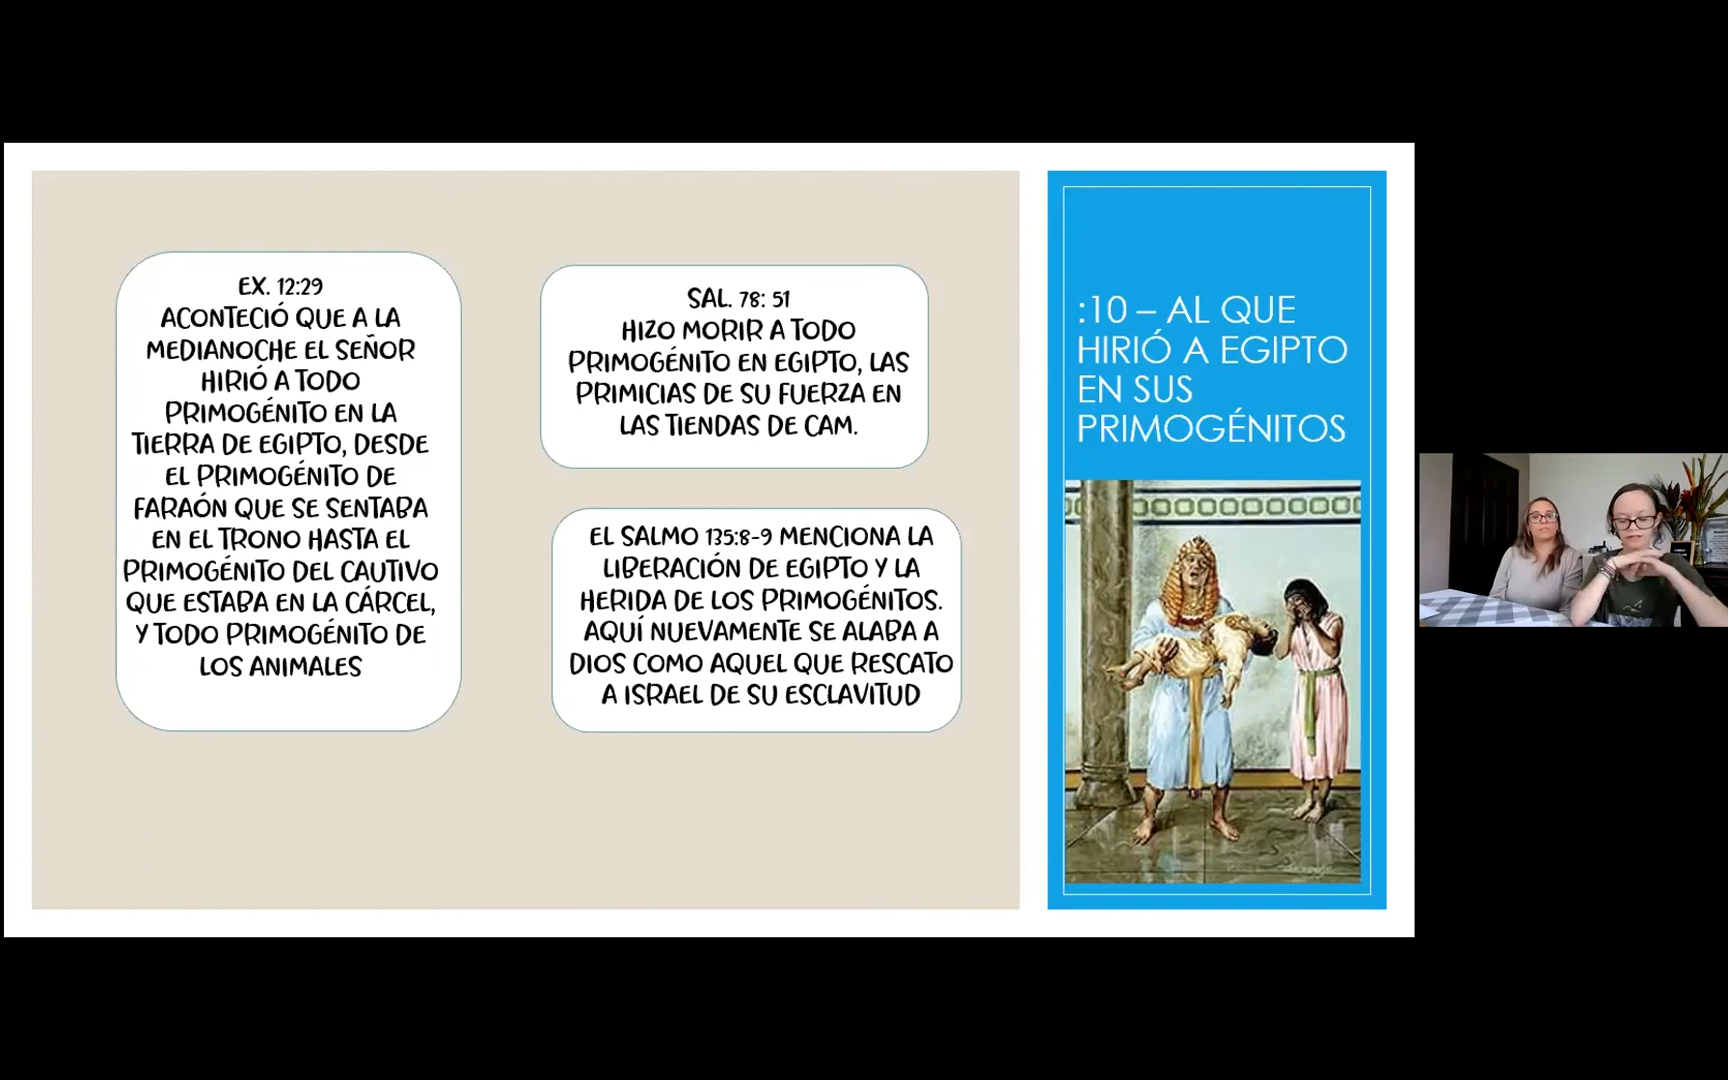 EX. 12:29
ACONTECIÓ QUE A LA
MEDIANOCHE EL SEÑOR
HIRIÓ A TODO
PRIMOGÉNITO EN LA
TIERRA DE EGIPTO, DESDE
EL PRIMOGÉNITO DE
FARAÓN QUE SE SENTABA
EN EL TRONO HASTA EL
PRIMOGÉNITO DEL CAUTIVO
QUE ESTABA EN LA CÁRCEL,
Y TODO PRIMOGÉNITO DE
LOS ANIMALES
SAL. 78: 51
HIZO MORIR A TODO
PRIMOGÉNITO EN EGIPTO, LAS
PRIMICIAS DE SU FUERZA EN
LAS TIENDAS DE CAM.
EL SALMO 135:8-9 MENCIONA LA
LIBERACIÓN DE EGIPTO Y LA
HERIDA DE LOS PRIMOGÉNITOS.
AQUÍ NUEVAMENTE SE ALABA A
DIOS COMO AQUEL QUE RESCATO
A ISRAEL DE SU ESCLAVITUD
:10 – AL QUE
HIRIÓ A EGIPTO
EN SUS
PRIMOGÉNITOS